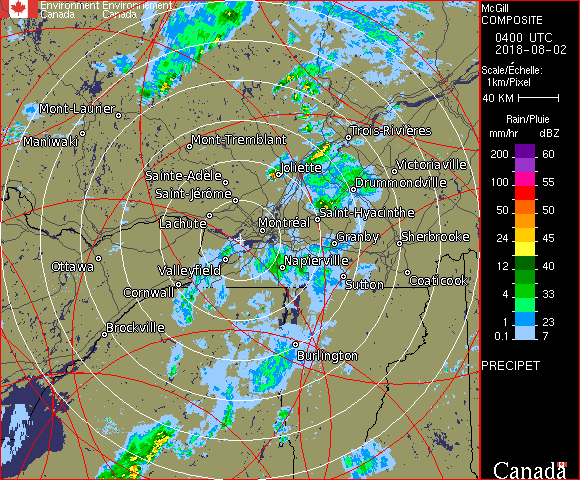 Environment Environnement
Canada Canada
Mont-Laurier
Maniwaki
Mont-Tremblant
Trois-Rivières
Sainte-Adèle
Joliette
Victoriaville
Saint-Jérôme
Drummondville
Lachute
Montréal
Saint-Hyacinthe
Granby
Sherbrooke
Ottawa
Valleyfield
Napierville
Cornwall
Sutton
Coaticook
Brockville
Burlington
McGill
COMPOSITE
0400 UTC
2018-08-02
Scale/Échelle:
1km/Pixel
40 KM
Rain/Pluie
mm/hr dBZ
200 60
100 55
50 50
24 45
12 40
4 33
2 23
0.1 7
PRECIPET
Canada